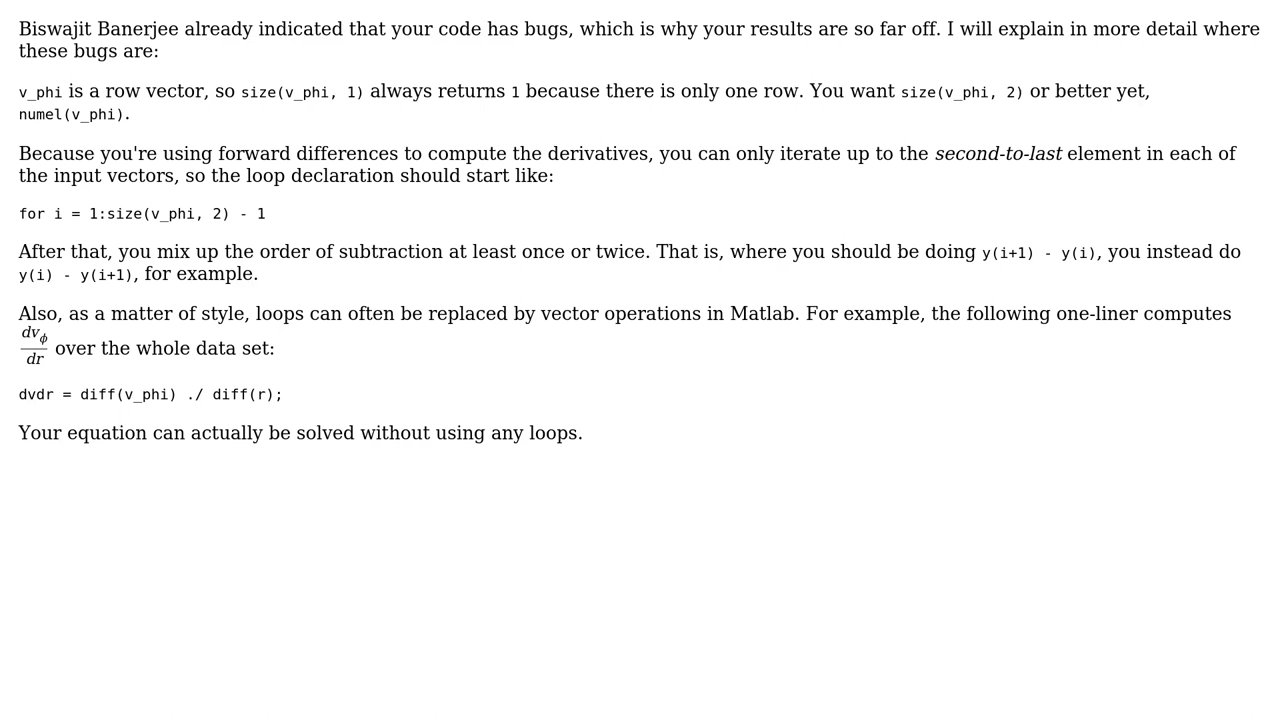 Biswajit Banerjee already indicated that your code has bugs, which is why your results are so far off. I will explain in more detail where
these bugs are:
v_phi is a row vector, so size(v_phi, 1) always returns 1 because there is only one row. You want size(v_phi, 2) or better yet,
numel(v_phi).
Because you're using forward differences to compute the derivatives, you can only iterate up to the second-to-last element in each of
the input vectors, so the loop declaration should start like:
for i = 1:size(v_phi, 2) - 1
After that, you mix up the order of subtraction at least once or twice. That is, where you should be doing y(i+1) - y(i), you instead do
y(i) - y(i+1), for example.
Also, as a matter of style, loops can often be replaced by vector operations in Matlab. For example, the following one-liner computes
$\frac{dv_\phi}{dr}$ over the whole data set:
dvdr = diff(v_phi) ./ diff(r);
Your equation can actually be solved without using any loops.